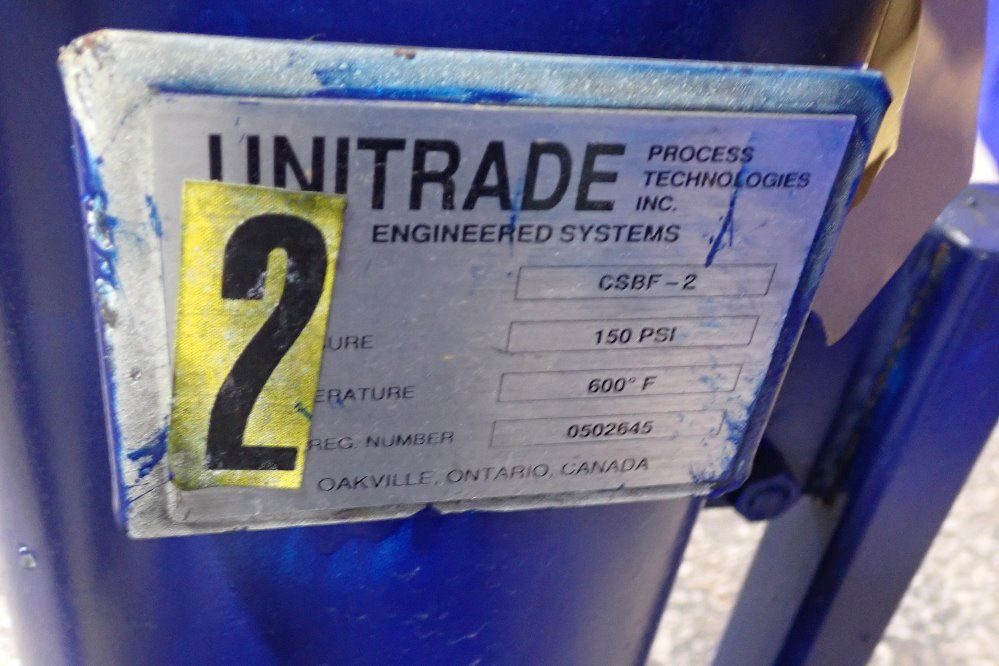 UNITRADE
PROCESS
TECHNOLOGIES
INC.
ENGINEERED SYSTEMS
2
CSBF-2
URE 150 PSI
ERATURE 600° F
REG. NUMBER 0502645
OAKVILLE, ONTARIO, CANADA